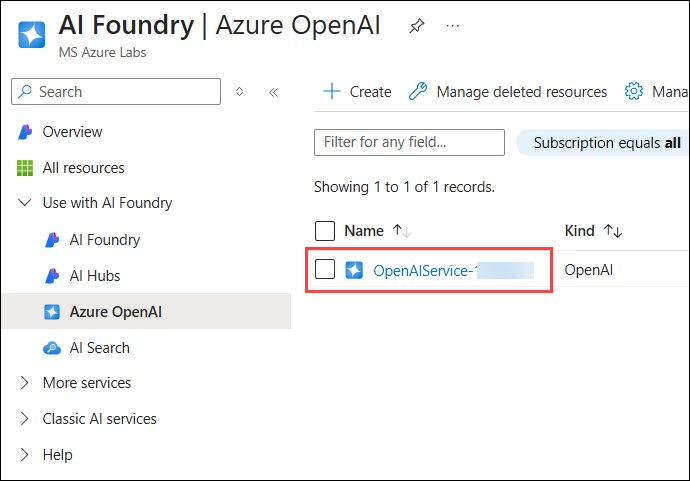 AI Foundry | Azure OpenAI
MS Azure Labs
Search
Create Manage deleted resources Mana
Overview
Filter for any field... Subscription equals all
All resources
Showing 1 to 1 of 1 records.
Use with AI Foundry
Name Kind
AI Foundry
OpenAIService- OpenAI
AI Hubs
Azure OpenAI
AI Search
More services
Classic AI services
Help